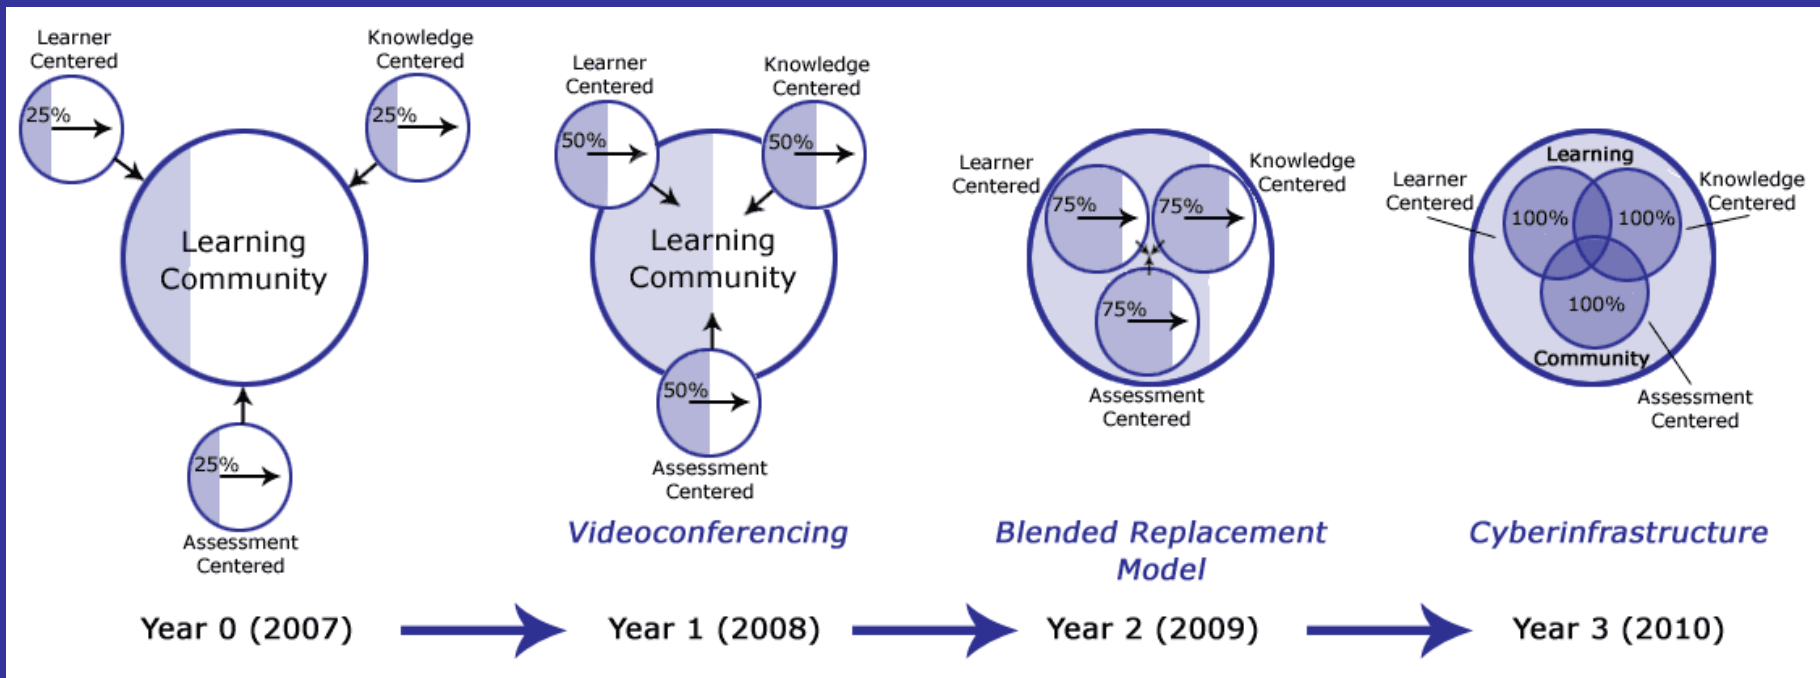 Learner
Centered
25%
Knowledge
Centered
25%
Learning
Community
25%
Assessment
Centered
Learner
Centered
50%
Knowledge
Centered
50%
Learning
Community
50%
Assessment
Centered
Videoconferencing
Learner
Centered
75%
Knowledge
Centered
75%
75%
Assessment
Centered
Blended Replacement
Model
Learning
Learner
Centered
100%
100%
Knowledge
Centered
100%
Community
Assessment
Centered
Cyberinfrastructure
Year 0 (2007)
Year 1 (2008)
Year 2 (2009)
Year 3 (2010)